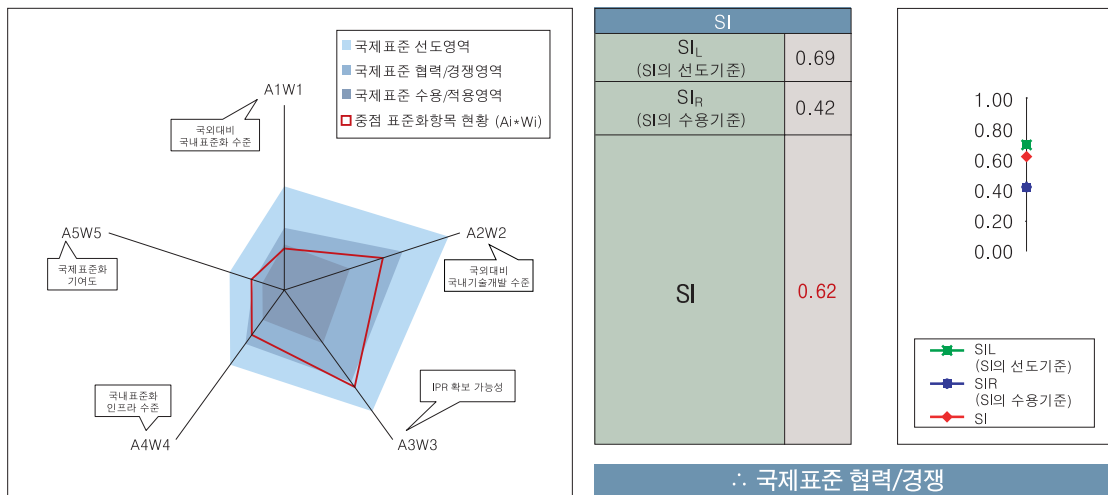 국제표준 선도영역
국제표준 협력/경쟁영역
국제표준 수용/적용영역
중점 표준화항목 현황 (Ai*Wi)
A1W1
국외대비
국내표준화 수준
A2W2
국외대비
국내기술개발 수준
A5W5
국제표준화
기여도
국내표준화
인프라 수준
A4W4
IPR 확보 가능성
A3W3
SI
SIL
(SI의 선도기준)
0.69
SIR
(SI의 수용기준)
0.42
SI
0.62
1.00
0.80
0.60
0.40
0.20
0.00
SIL
(SI의 선도기준)
SIR
(SI의 수용기준)
SI
∴ 국제표준 협력/경쟁